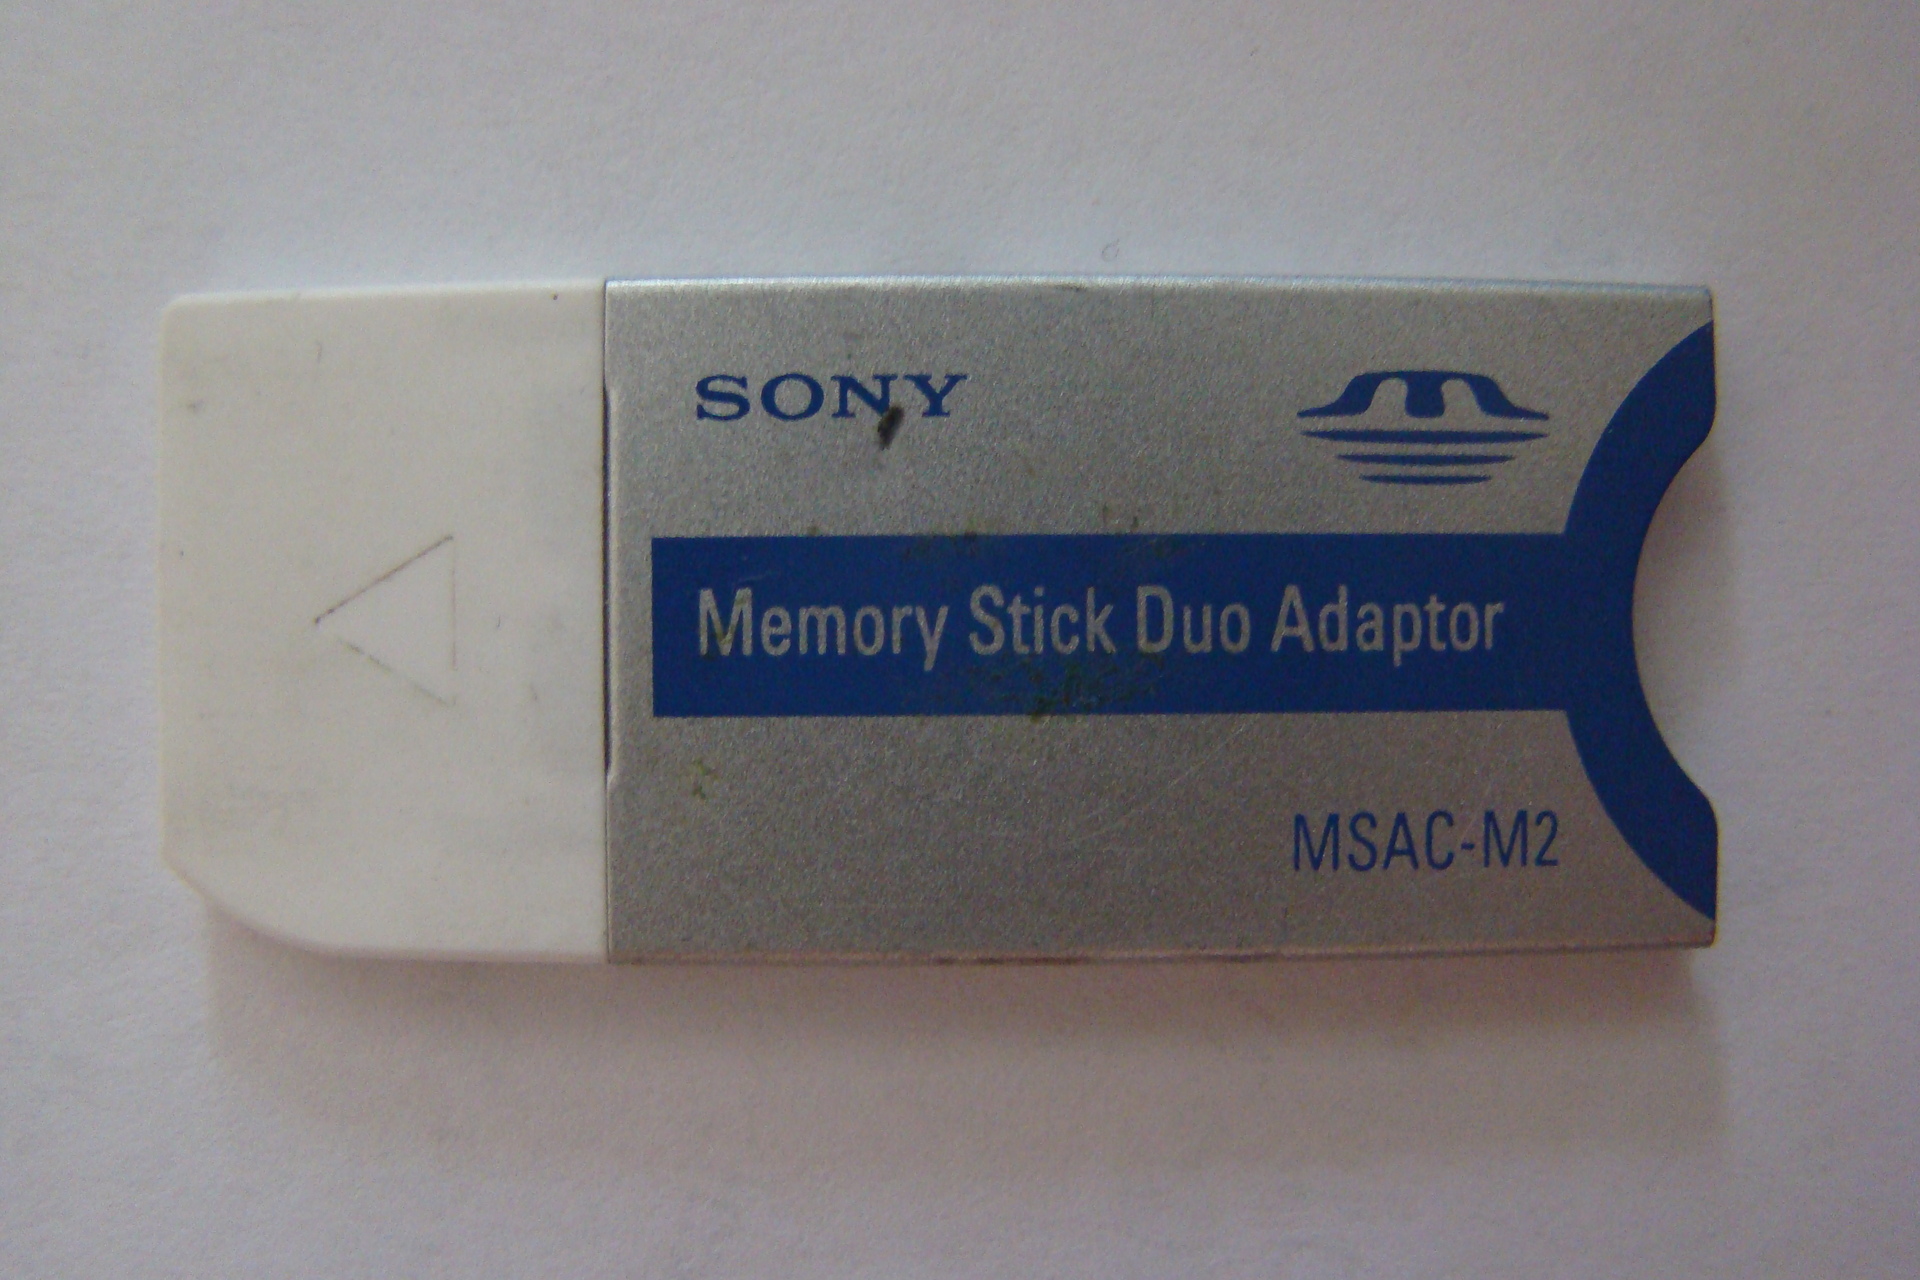 SONY
Memory Stick Duo Adaptor
MSAC-M2